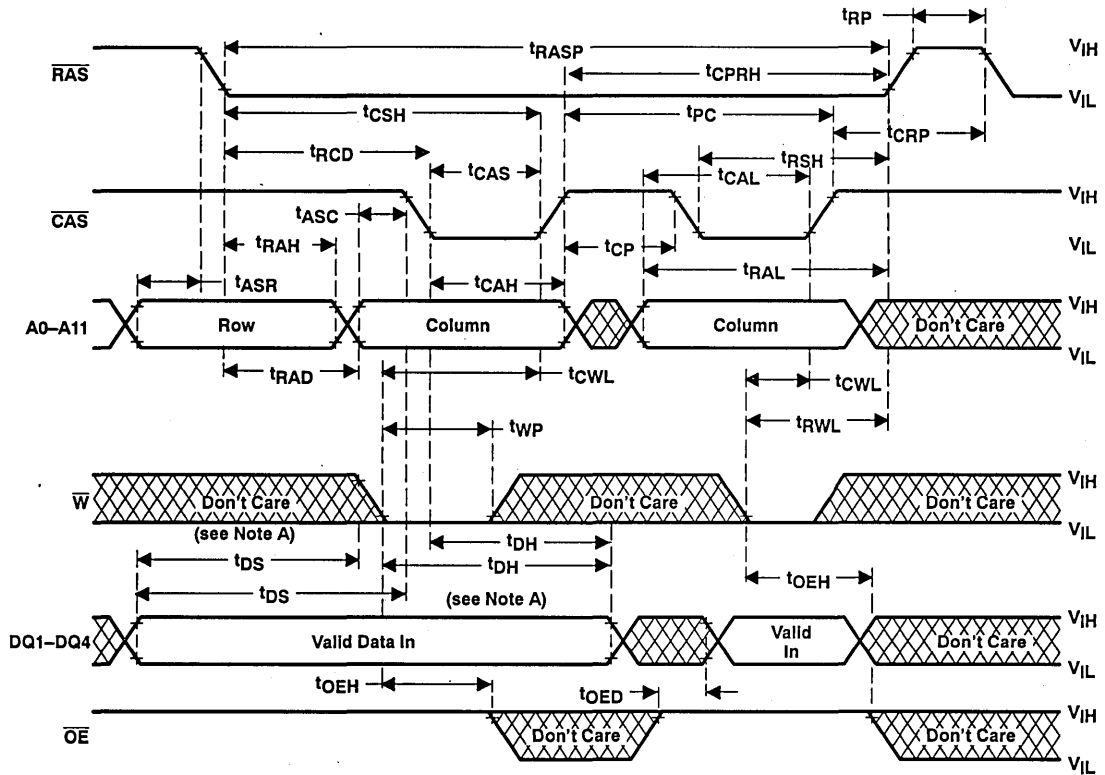 tRP
tRASP
VIH
RAS
tCPRH
VIL
tCSH
tPC
tCRP
tRCD
tRSH
tCAS
tCAL
VIH
CAS
tASC
tRAH
tCP
VIL
tRAL
tASR
tCAH
VIH
A0–A11
Row
Column
Column
Don't Care
VIL
tRAD
tCWL
tCWL
tWP
tRWL
VIH
W
Don't Care
Don't Care
Don't Care
VIL
(see Note A)
tDH
tDS
tDH
tOEH
tDS
(see Note A)
VIH
DQ1–DQ4
Valid Data In
Valid
In
Don't Care
VIL
tOEH
tOED
VIH
OE
Don't Care
Don't Care
VIL